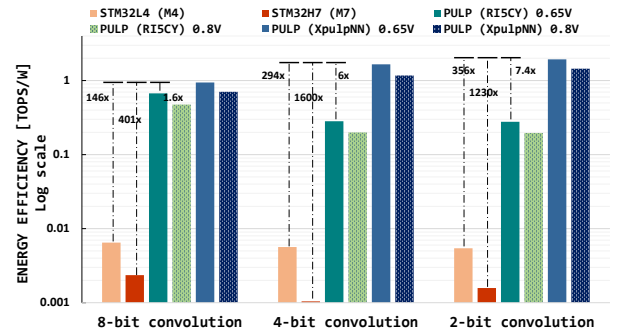 STM32L4 (M4) STM32H7 (M7) PULP (RI5CY) 0.65V
PULP (RI5CY) 0.8V PULP (XpulpNN) 0.65V PULP (XpulpNN) 0.8V
ENERGY EFFICIENCY [TOPS/W]
Log scale
1
0.1
0.01
0.001
146x
401x
1.6x
294x
1600x
6x
356x
1230x
7.4x
8-bit convolution 4-bit convolution 2-bit convolution